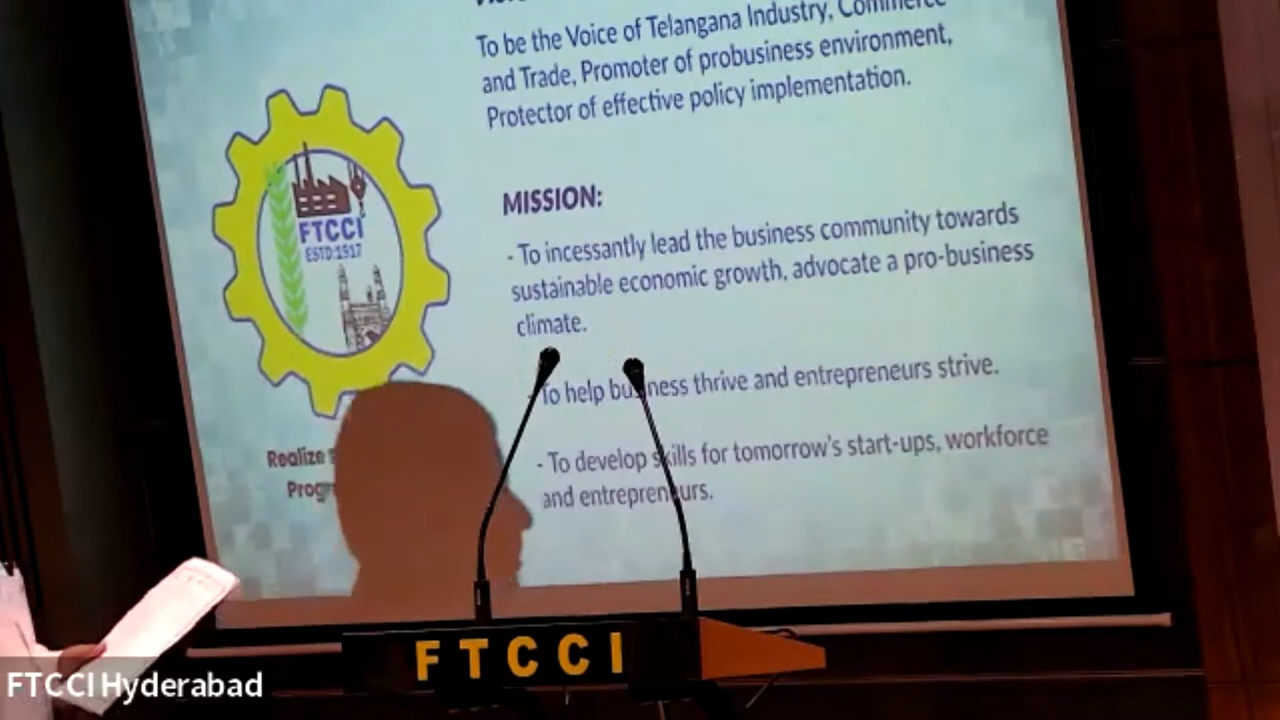 To be the Voice of Telangana Industry, Commerce
and Trade, Promoter of probusiness environment,
Protector of effective policy implementation.
FTCCI
ESTD:1917
MISSION:
- To incessantly lead the business community towards
sustainable economic growth, advocate a pro-business
climate.
- To help business thrive and entrepreneurs strive.
- To develop skills for tomorrow's start-ups, workforce
and entrepreneurs.
Realize
FTCCI
FTCCI Hyderabad